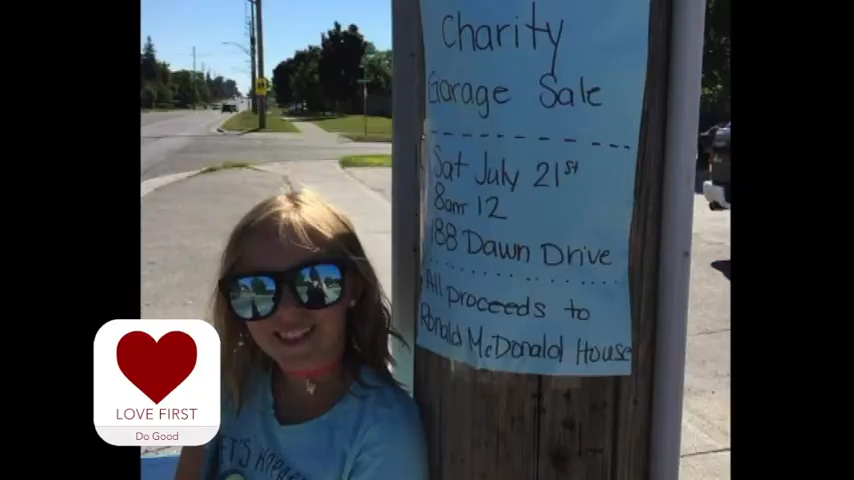 Charity
Garage Sale
Sat July 21st
8am 12
188 Dawn Drive
All proceeds to
Ronald McDonald House
LOVE FIRST
Do Good
LET'S